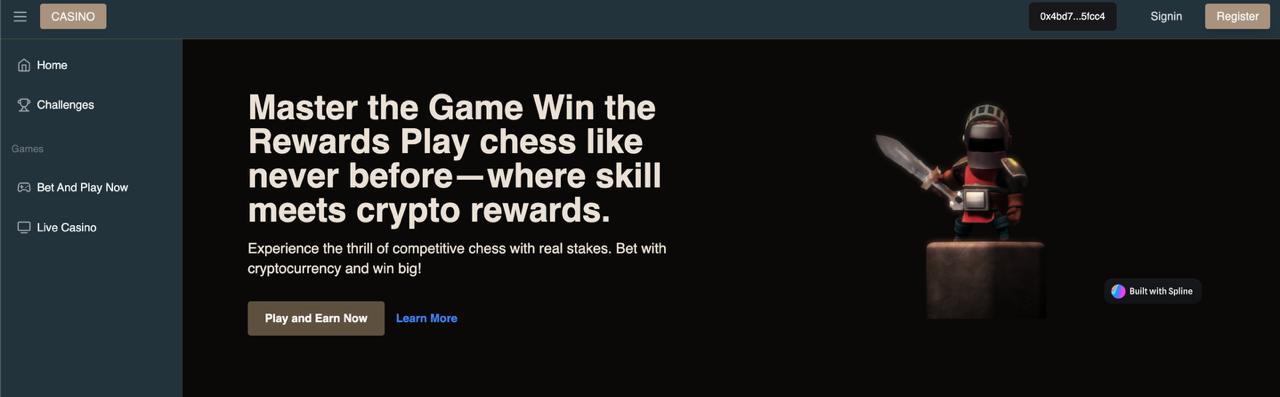 CASINO
0x4bd7...5fcc4
Signin
Register
Home
Challenges
Games
Bet And Play Now
Live Casino
Master the Game Win the
Rewards Play chess like
never before—where skill
meets crypto rewards.
Experience the thrill of competitive chess with real stakes. Bet with
cryptocurrency and win big!
Play and Earn Now
Learn More
Built with Spline